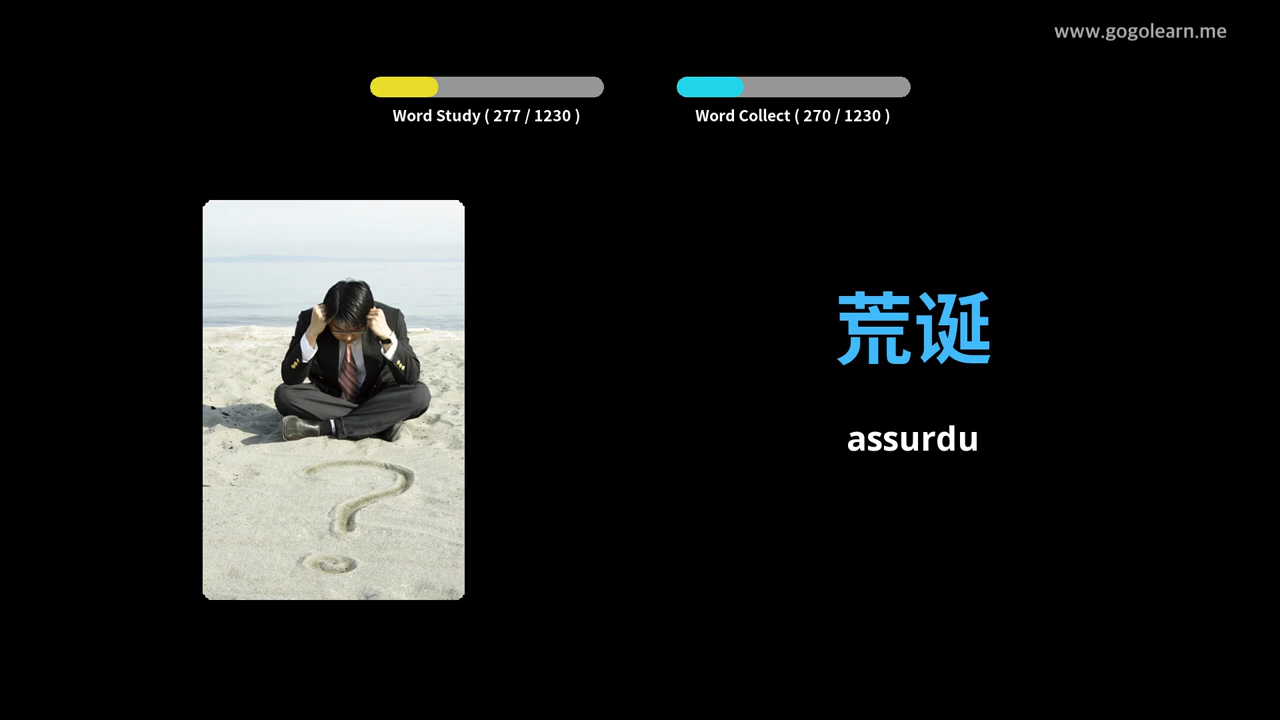 www.gogolearn.me
Word Study ( 277 / 1230 )
Word Collect ( 270 / 1230 )
荒诞
assurdu
?